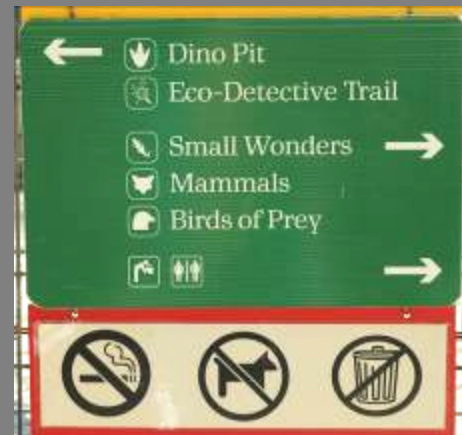 Dino Pit
Eco-Detective Trail
Small Wonders
Mammals
Birds of Prey